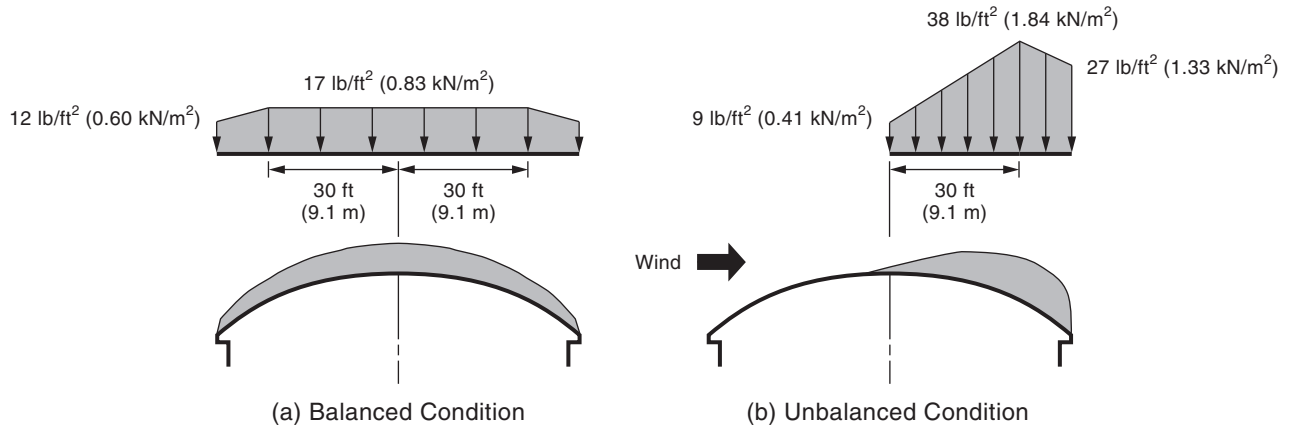 38 lb/ft² (1.84 kN/m²)
17 lb/ft² (0.83 kN/m²)
27 lb/ft² (1.33 kN/m²)
12 lb/ft² (0.60 kN/m²)
9 lb/ft² (0.41 kN/m²)
30 ft
(9.1 m)
30 ft
(9.1 m)
30 ft
(9.1 m)
Wind
(a) Balanced Condition
(b) Unbalanced Condition